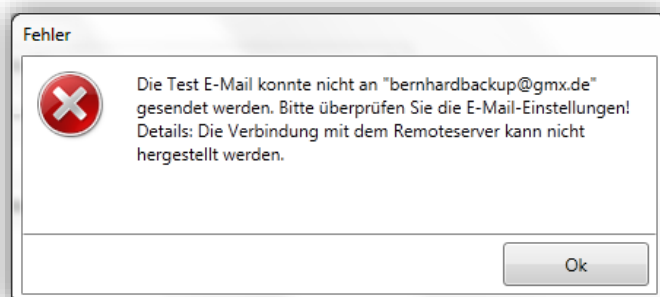 Fehler
Die Test E-Mail konnte nicht an "bernhardbackup@gmx.de"
gesendet werden. Bitte überprüfen Sie die E-Mail-Einstellungen!
Details: Die Verbindung mit dem Remoteserver kann nicht
hergestellt werden.
Ok